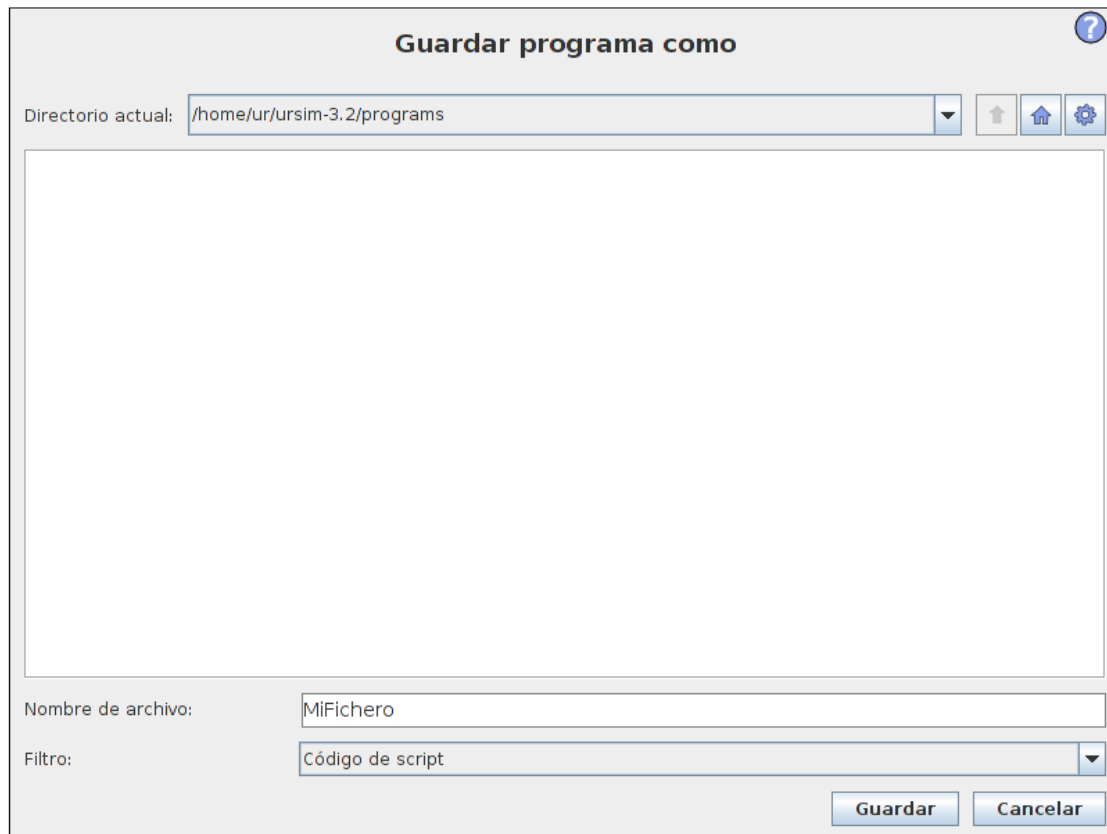 Guardar programa como
?
Directorio actual: /home/ur/ursim-3.2/programs
Nombre de archivo: MiFichero
Filtro: Código de script
Guardar Cancelar